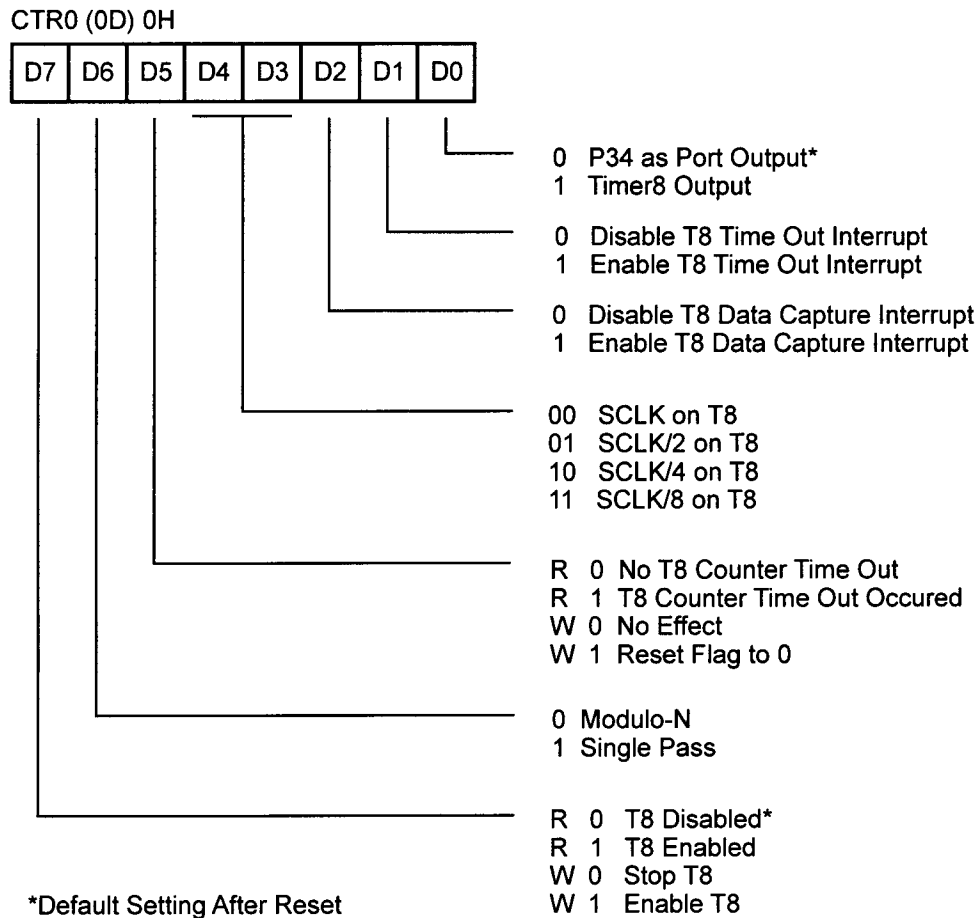 CTR0 (0D) 0H
D7 D6 D5 D4 D3 D2 D1 D0
0 P34 as Port Output*
1 Timer8 Output
0 Disable T8 Time Out Interrupt
1 Enable T8 Time Out Interrupt
0 Disable T8 Data Capture Interrupt
1 Enable T8 Data Capture Interrupt
00 SCLK on T8
01 SCLK/2 on T8
10 SCLK/4 on T8
11 SCLK/8 on T8
R 0 No T8 Counter Time Out
R 1 T8 Counter Time Out Occured
W 0 No Effect
W 1 Reset Flag to 0
0 Modulo-N
1 Single Pass
R 0 T8 Disabled*
R 1 T8 Enabled
W 0 Stop T8
W 1 Enable T8
*Default Setting After Reset